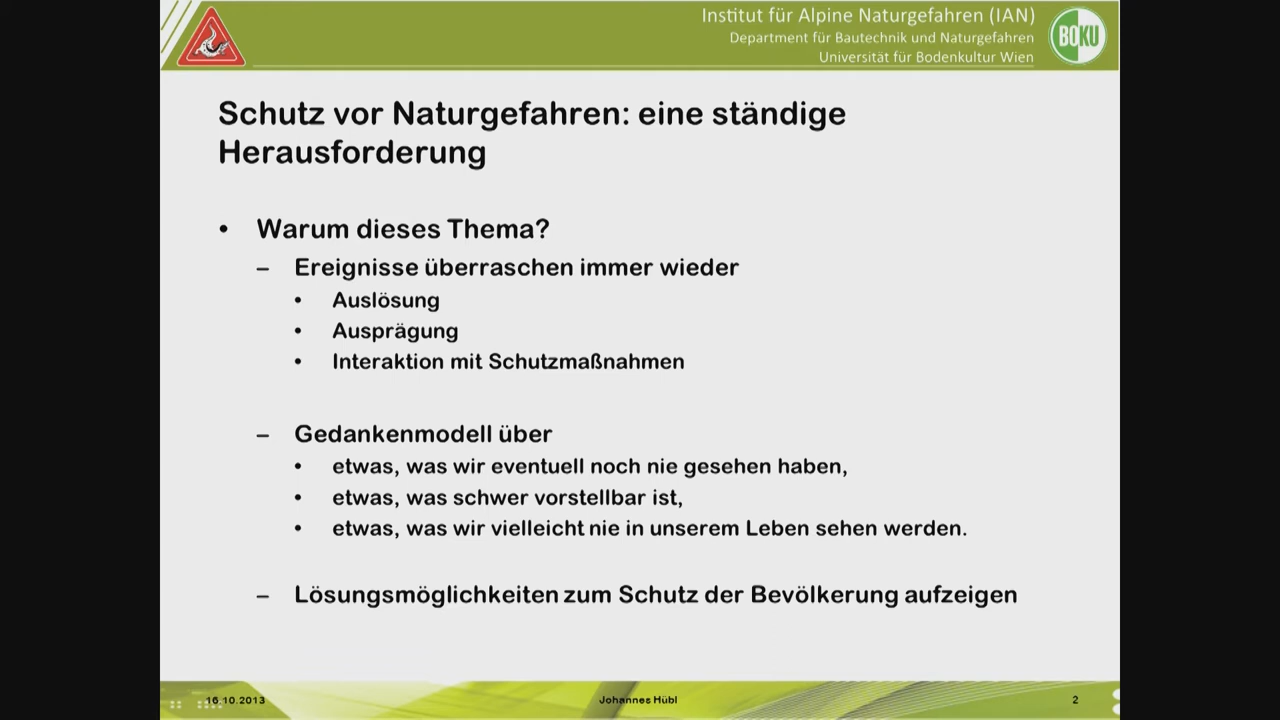 Institut für Alpine Naturgefahren (IAN)
Department für Bautechnik und Naturgefahren
Universität für Bodenkultur Wien
BOKU
Schutz vor Naturgefahren: eine ständige
Herausforderung
• Warum dieses Thema?
– Ereignisse überraschen immer wieder
• Auslösung
• Ausprägung
• Interaktion mit Schutzmaßnahmen
– Gedankenmodell über
• etwas, was wir eventuell noch nie gesehen haben,
• etwas, was schwer vorstellbar ist,
• etwas, was wir vielleicht nie in unserem Leben sehen werden.
– Lösungsmöglichkeiten zum Schutz der Bevölkerung aufzeigen
16.10.2013
Johannes Hübl
2